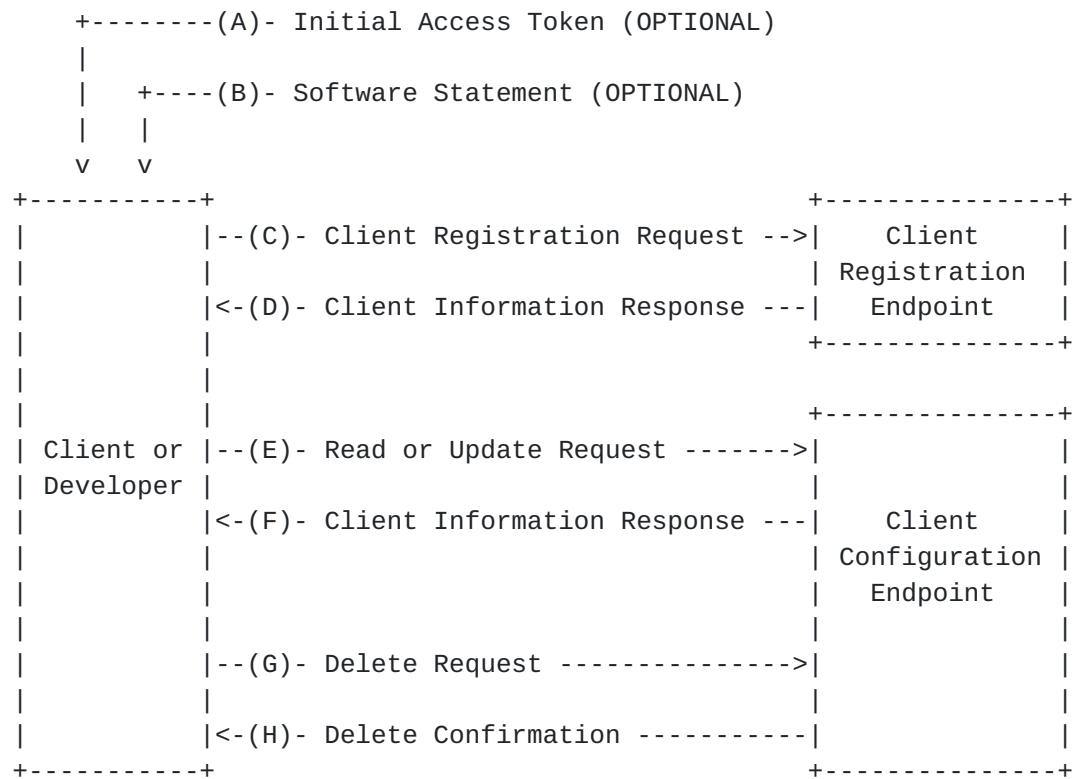 +--------(A)- Initial Access Token (OPTIONAL)
|
|   +----(B)- Software Statement (OPTIONAL)
|   |
v   v
+-----------+                                      +---------------+
|           |--(C)- Client Registration Request -->|    Client     |
|           |                                      | Registration  |
|           |<-(D)- Client Information Response ---|   Endpoint    |
|           |                                      +---------------+
|           |
|           |                                      +---------------+
| Client or |--(E)- Read or Update Request ------->|               |
| Developer |                                      |               |
|           |<-(F)- Client Information Response ---|    Client     |
|           |                                      | Configuration |
|           |                                      |   Endpoint    |
|           |                                      |               |
|           |--(G)- Delete Request --------------->|               |
|           |                                      |               |
|           |<-(H)- Delete Confirmation -----------|               |
+-----------+                                      +---------------+